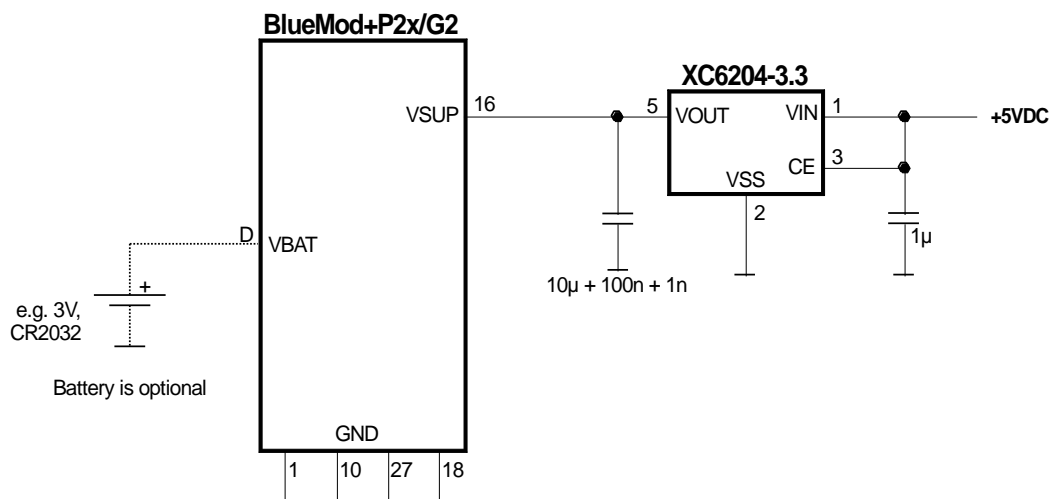 BlueMod+P2x/G2
XC6204-3.3
VSUP
16
5
VOUT
VIN
1
+5VDC
CE
3
VSS
2
D
VBAT
1µ
10µ + 100n + 1n
+
e.g. 3V,
CR2032
Battery is optional
GND
1
10
27
18